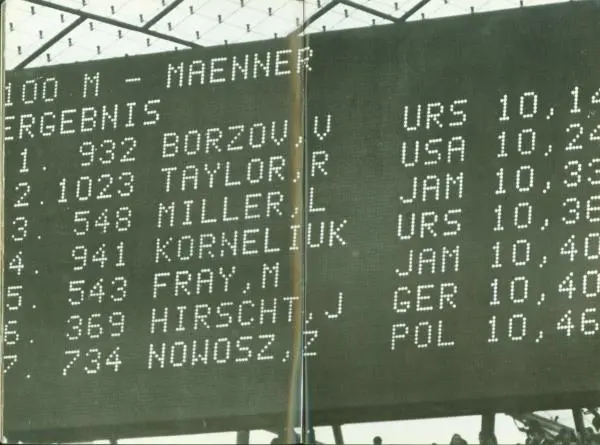 100 M - MAENNER
ERGEBNIS
1. 932 BORZOV,V URS 10,14
2.1023 TAYLOR,R USA 10,24
3. 548 MILLER,L JAM 10,33
4. 941 KORNELIUK URS 10,36
5. 543 FRAY,M JAM 10,40
6. 369 HIRSCHT,J GER 10,40
7. 734 NOWOSZ,Z POL 10,46